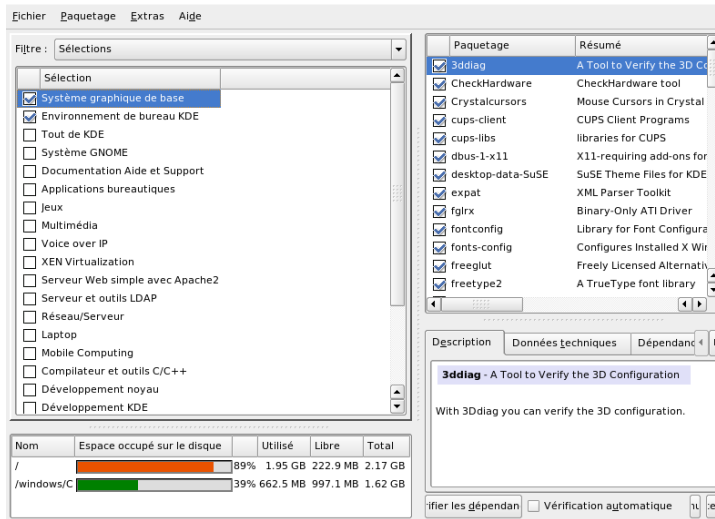 Fichier Paquetage Extras Aide
Filtre : Sélections
Sélection
Système graphique de base
Environnement de bureau KDE
Tout de KDE
Système GNOME
Documentation Aide et Support
Applications bureautiques
Jeux
Multimédia
Voice over IP
XEN Virtualization
Serveur Web simple avec Apache2
Serveur et outils LDAP
Réseau/Serveur
Laptop
Mobile Computing
Compilateur et outils C/C++
Développement noyau
Développement KDE
Nom Espace occupé sur le disque Utilisé Libre Total
/ 89% 1.95 GB 222.9 MB 2.17 GB
/windows/C 39% 662.5 MB 997.1 MB 1.62 GB
Paquetage Résumé
3ddiag A Tool to Verify the 3D Co
CheckHardware CheckHardware tool
Crystalcursors Mouse Cursors in Crystal
cups-client CUPS Client Programs
cups-libs libraries for CUPS
dbus-1-x11 X11-requiring add-ons for
desktop-data-SuSE SuSE Theme Files for KDE
expat XML Parser Toolkit
fglrx Binary-Only ATI Driver
fontconfig Library for Font Configura
fonts-config Configures Installed X Win
freeglut Freely Licensed Alternativ
freetype2 A TrueType font library
Description Données techniques Dépendanc
3ddiag - A Tool to Verify the 3D Configuration
With 3Ddiag you can verify the 3D configuration.
rifier les dépendan Vérification automatique